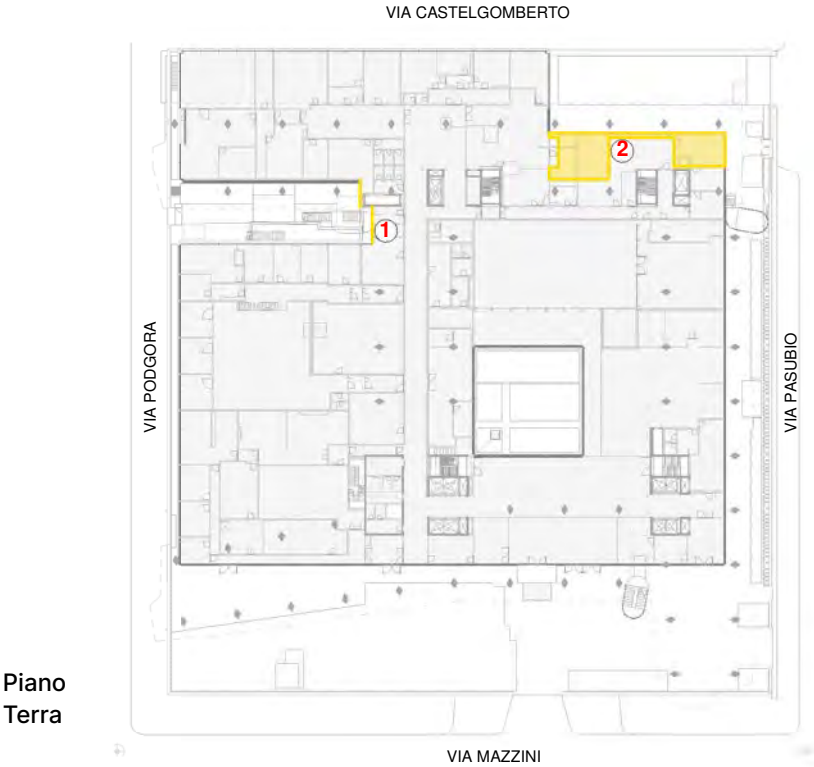 VIA CASTELGOMBERTO
2
1
VIA PODGORA
VIA PASUBIO
Piano
Terra
VIA MAZZINI